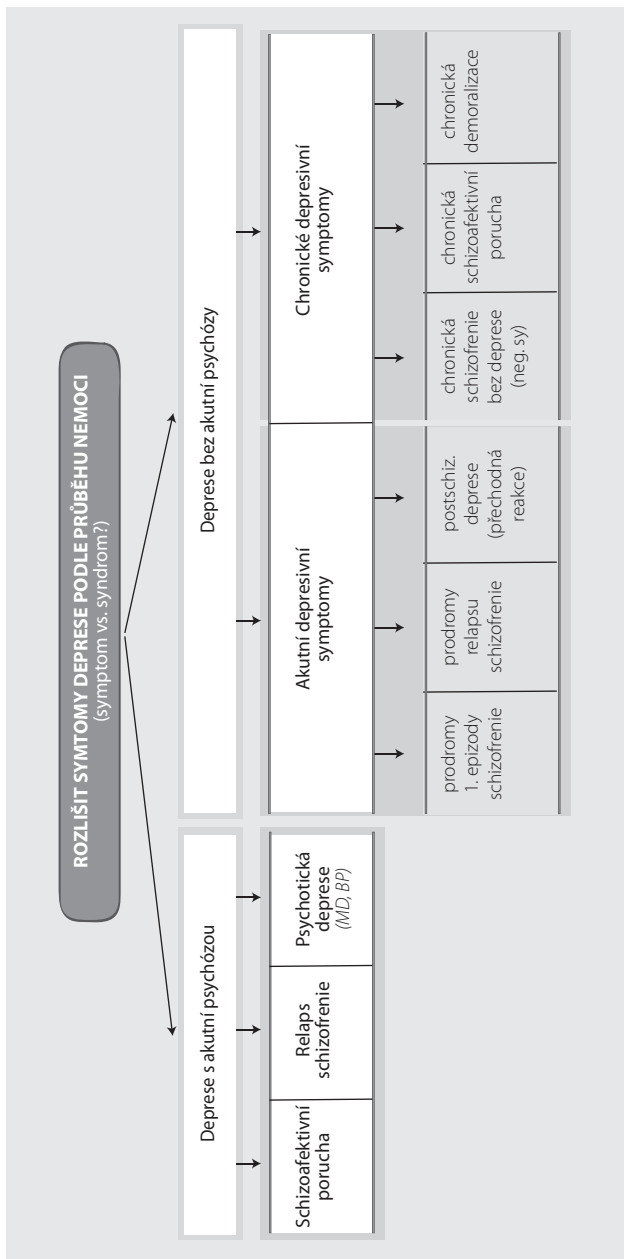 ROZLIŠIT SYMTOMY DEPRESE PODLE PRŮBĚHU NEMOCI
(symptom vs. syndrom?)
Deprese s akutní psychózou
Deprese bez akutní psychózy
Schizoafektivní
porucha
Relaps
schizofrenie
Psychotická
deprese
(MD, BP)
Akutní depresivní
symptomy
Chronické depresivní
symptomy
prodromy
1. epizody
schizofrenie
prodromy
relapsu
schizofrenie
postschiz.
deprese
(přechodná
reakce)
chronická
schizofrenie
bez deprese
(neg. sy)
chronická
schizoafektivní
porucha
chronická
demoralizace